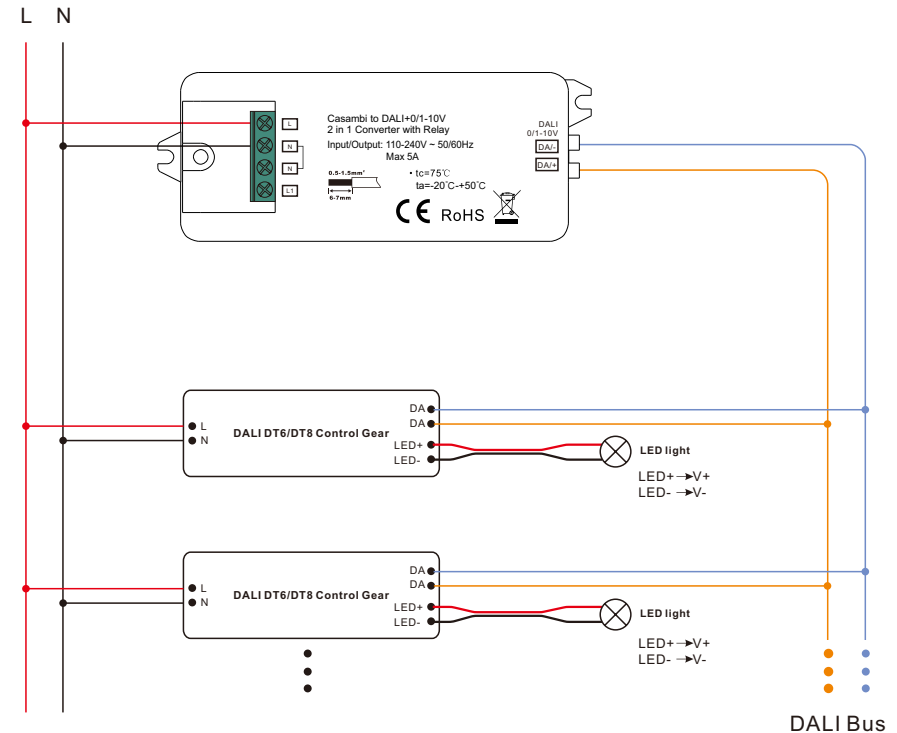 L N
L
N
N
L1
Casambi to DALI+0/1-10V
2 in 1 Converter with Relay
Input/Output: 110-240V ~ 50/60Hz
Max 5A
0.5-1.5mm²
6-7mm
• tc=75℃
ta=-20℃-+50℃
CE RoHS
DALI
0/1-10V
DA/-
DA/+
L
N
DALI DT6/DT8 Control Gear
DA
DA
LED+
LED-
LED light
LED+→V+
LED- →V-
L
N
DALI DT6/DT8 Control Gear
DA
DA
LED+
LED-
LED light
LED+→V+
LED- →V-
DALI Bus